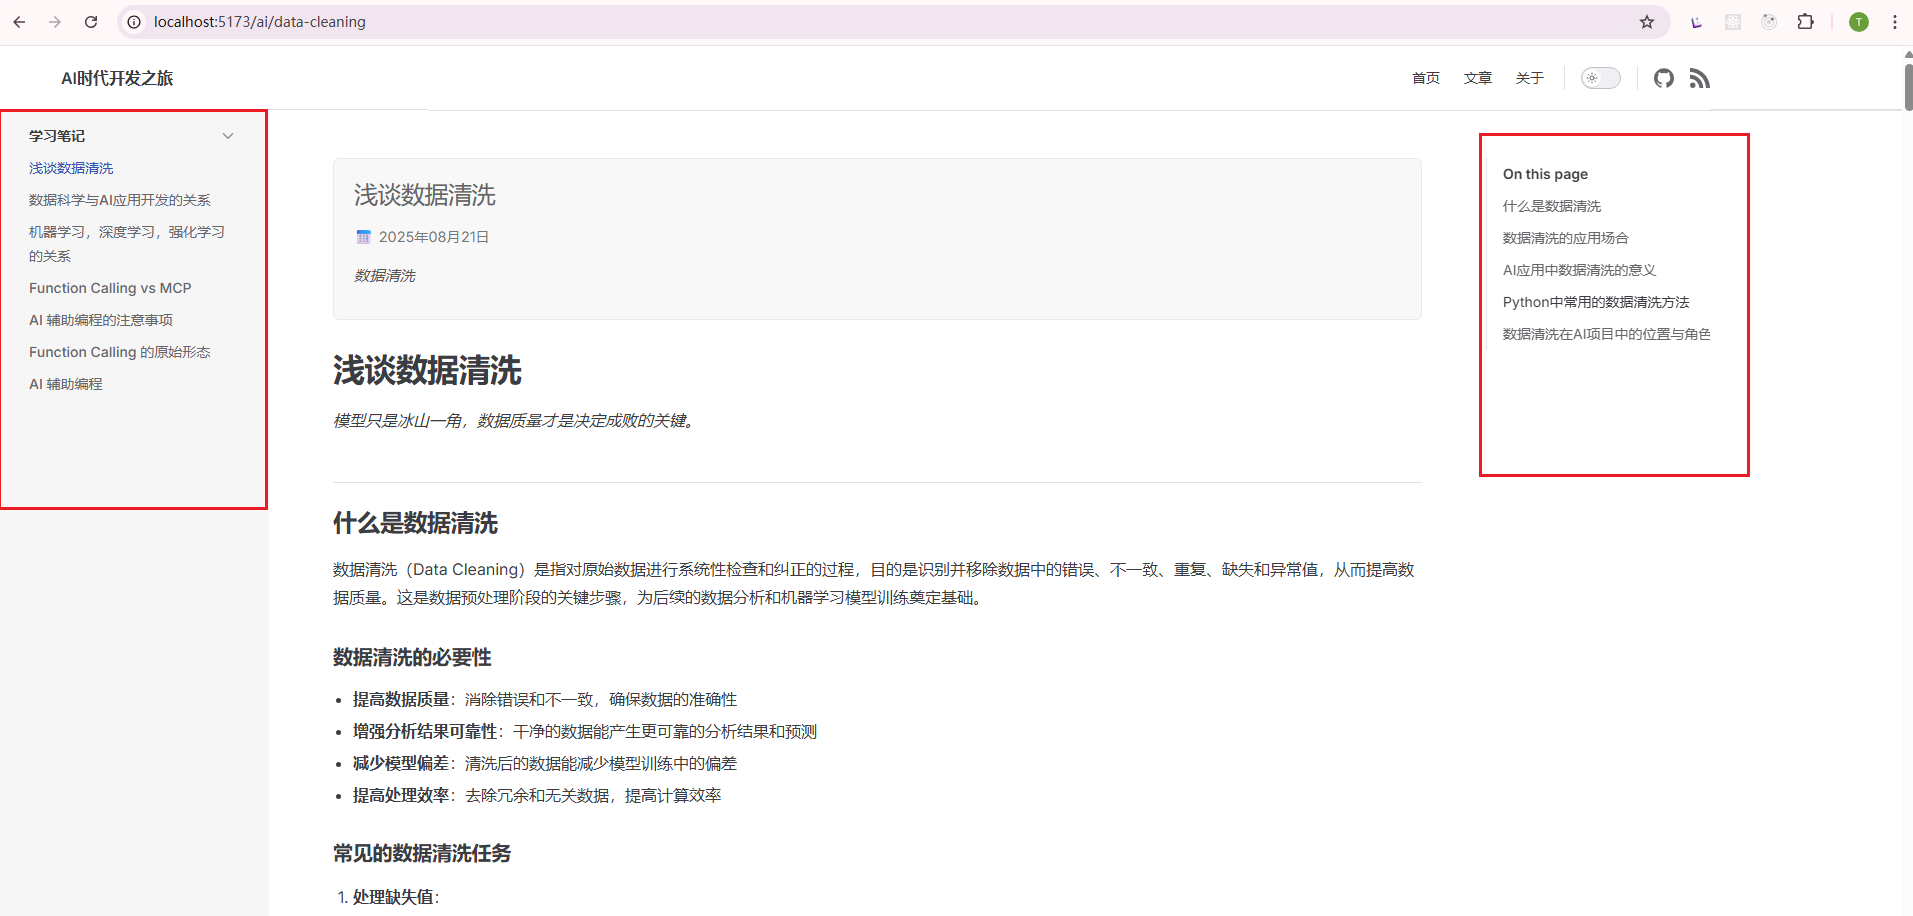 localhost:5173/ai/data-cleaning
T
AI时代开发之旅
首页
文章
关于
学习笔记
浅谈数据清洗
数据科学与AI应用开发的关系
机器学习，深度学习，强化学习
的关系
Function Calling vs MCP
AI 辅助编程的注意事项
Function Calling 的原始形态
AI 辅助编程
浅谈数据清洗
2025年08月21日
数据清洗
浅谈数据清洗
模型只是冰山一角，数据质量才是决定成败的关键。
什么是数据清洗
数据清洗（Data Cleaning）是指对原始数据进行系统性检查和纠正的过程，目的是识别并移除数据中的错误、不一致、重复、缺失和异常值，从而提高数
据质量。这是数据预处理阶段的关键步骤，为后续的数据分析和机器学习模型训练奠定基础。
数据清洗的必要性
• 提高数据质量：消除错误和不一致，确保数据的准确性
• 增强分析结果可靠性：干净的数据能产生更可靠的分析结果和预测
• 减少模型偏差：清洗后的数据能减少模型训练中的偏差
• 提高处理效率：去除冗余和无关数据，提高计算效率
常见的数据清洗任务
1. 处理缺失值：
On this page
什么是数据清洗
数据清洗的应用场合
AI应用中数据清洗的意义
Python中常用的数据清洗方法
数据清洗在AI项目中的位置与角色